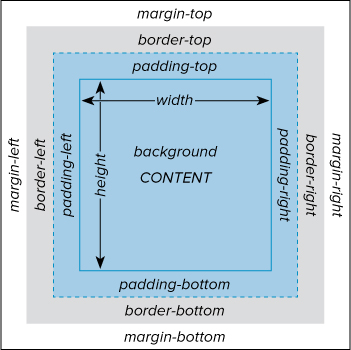 margin-top
border-top
padding-top
width
margin-left
border-left
padding-left
height
background
CONTENT
padding-right
border-right
margin-right
padding-bottom
border-bottom
margin-bottom